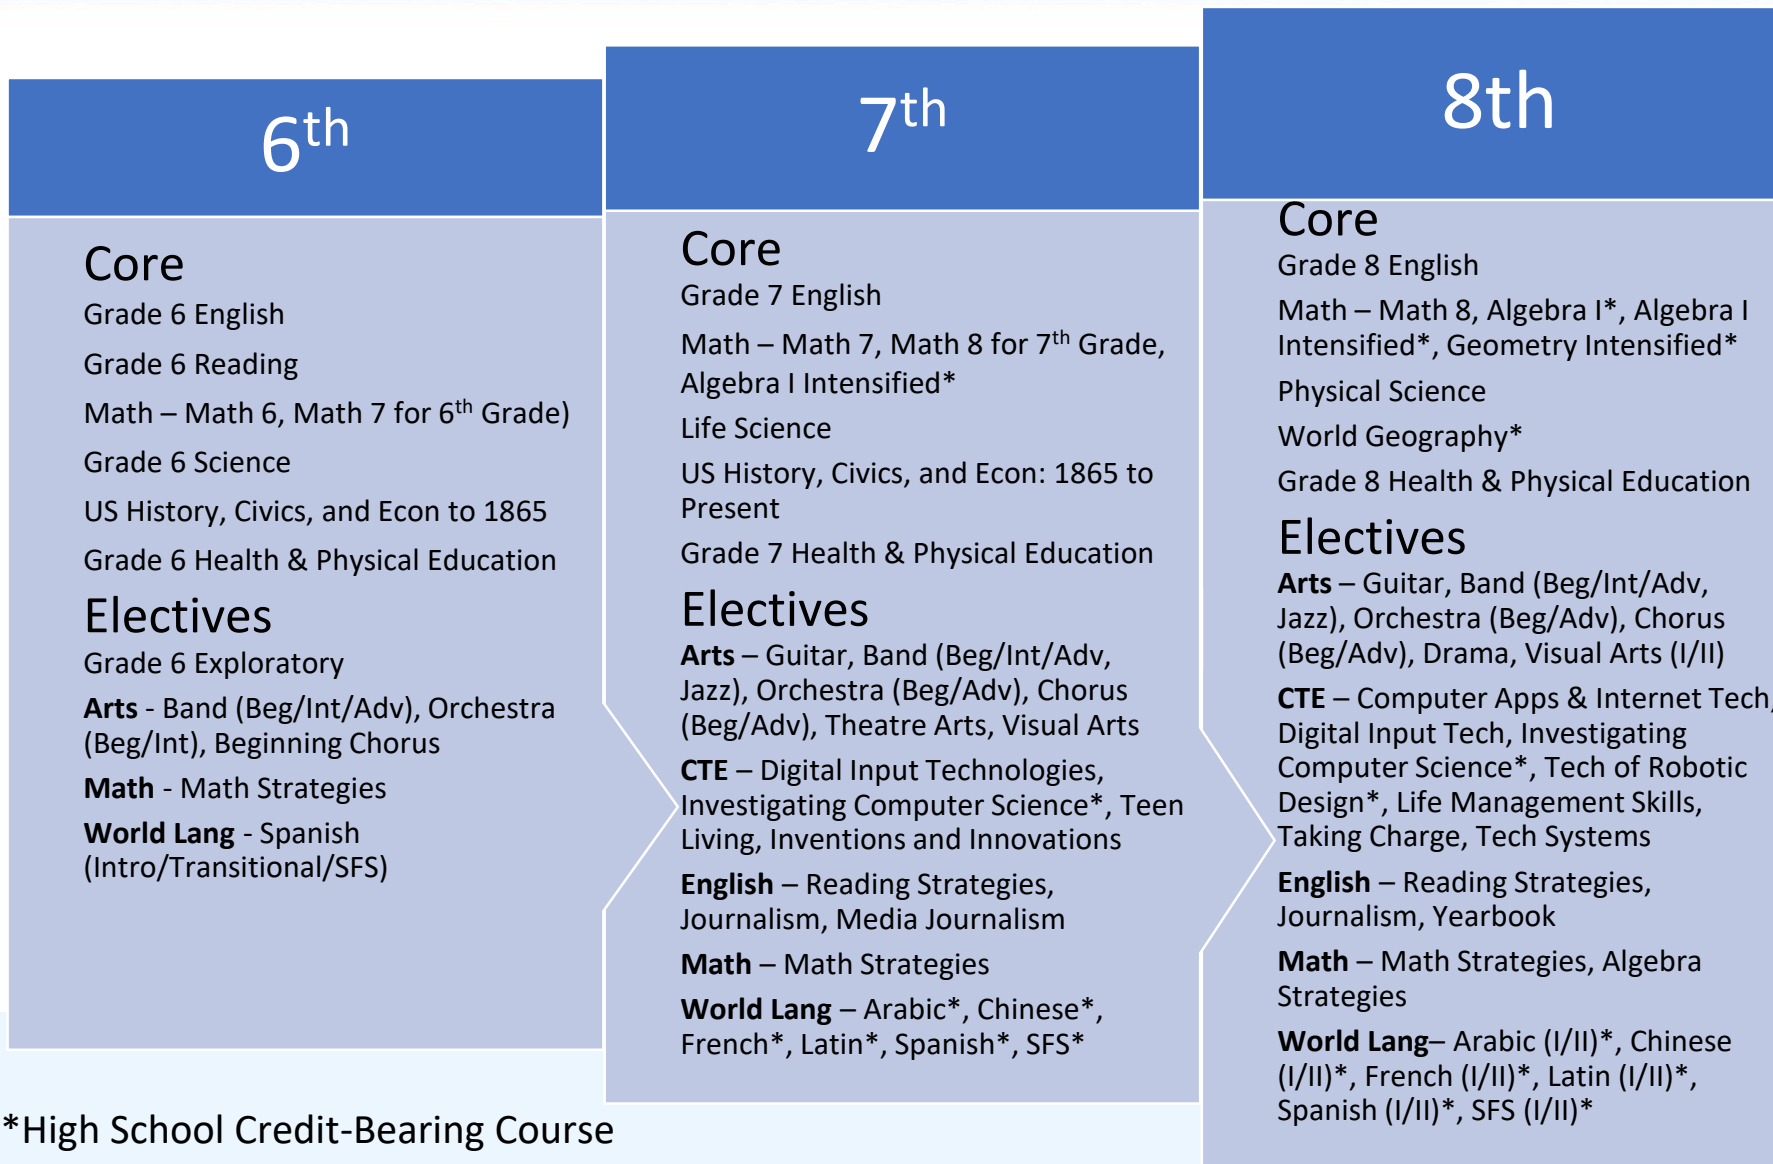 6th
Core
Grade 6 English
Grade 6 Reading
Math – Math 6, Math 7 for 6th Grade)
Grade 6 Science
US History, Civics, and Econ to 1865
Grade 6 Health & Physical Education
Electives
Grade 6 Exploratory
Arts - Band (Beg/Int/Adv), Orchestra
(Beg/Int), Beginning Chorus
Math - Math Strategies
World Lang - Spanish
(Intro/Transitional/SFS)
7th
Core
Grade 7 English
Math – Math 7, Math 8 for 7th Grade,
Algebra I Intensified*
Life Science
US History, Civics, and Econ: 1865 to
Present
Grade 7 Health & Physical Education
Electives
Arts – Guitar, Band (Beg/Int/Adv,
Jazz), Orchestra (Beg/Adv), Chorus
(Beg/Adv), Theatre Arts, Visual Arts
CTE – Digital Input Technologies,
Investigating Computer Science*, Teen
Living, Inventions and Innovations
English – Reading Strategies,
Journalism, Media Journalism
Math – Math Strategies
World Lang – Arabic*, Chinese*,
French*, Latin*, Spanish*, SFS*
8th
Core
Grade 8 English
Math – Math 8, Algebra I*, Algebra I
Intensified*, Geometry Intensified*
Physical Science
World Geography*
Grade 8 Health & Physical Education
Electives
Arts – Guitar, Band (Beg/Int/Adv,
Jazz), Orchestra (Beg/Adv), Chorus
(Beg/Adv), Drama, Visual Arts (I/II)
CTE – Computer Apps & Internet Tech,
Digital Input Tech, Investigating
Computer Science*, Tech of Robotic
Design*, Life Management Skills,
Taking Charge, Tech Systems
English – Reading Strategies,
Journalism, Yearbook
Math – Math Strategies, Algebra
Strategies
World Lang– Arabic (I/II)*, Chinese
(I/II)*, French (I/II)*, Latin (I/II)*,
Spanish (I/II)*, SFS (I/II)*
*High School Credit-Bearing Course